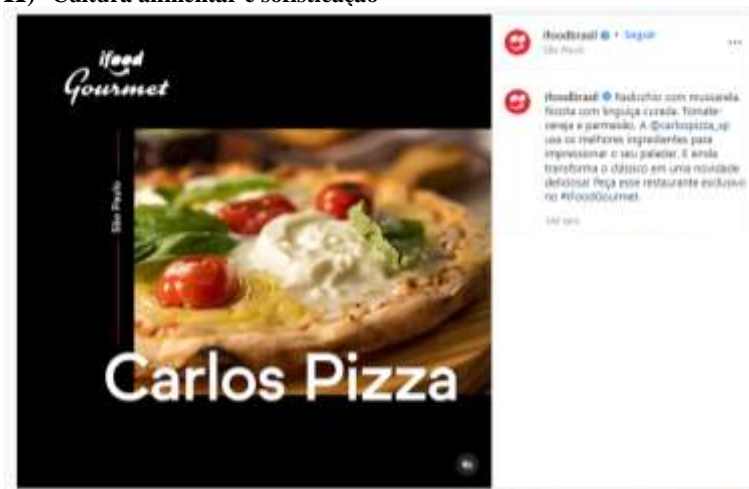 II) Cultura alimentar e sofisticação
ifood
Gourmet
São Paulo
Carlos Pizza
ifoodbrasil • Seguir
São Paulo
ifoodbrasil Radicchio com mussarela.
Ricota com linguiça curada. Tomate-
cereja e parmesão. A @carlospizza_sp
usa os melhores ingredientes para
impressionar o seu paladar. E ainda
transforma o clássico em uma novidade
deliciosa! Peça esse restaurante exclusivo
no #iFoodGourmet.